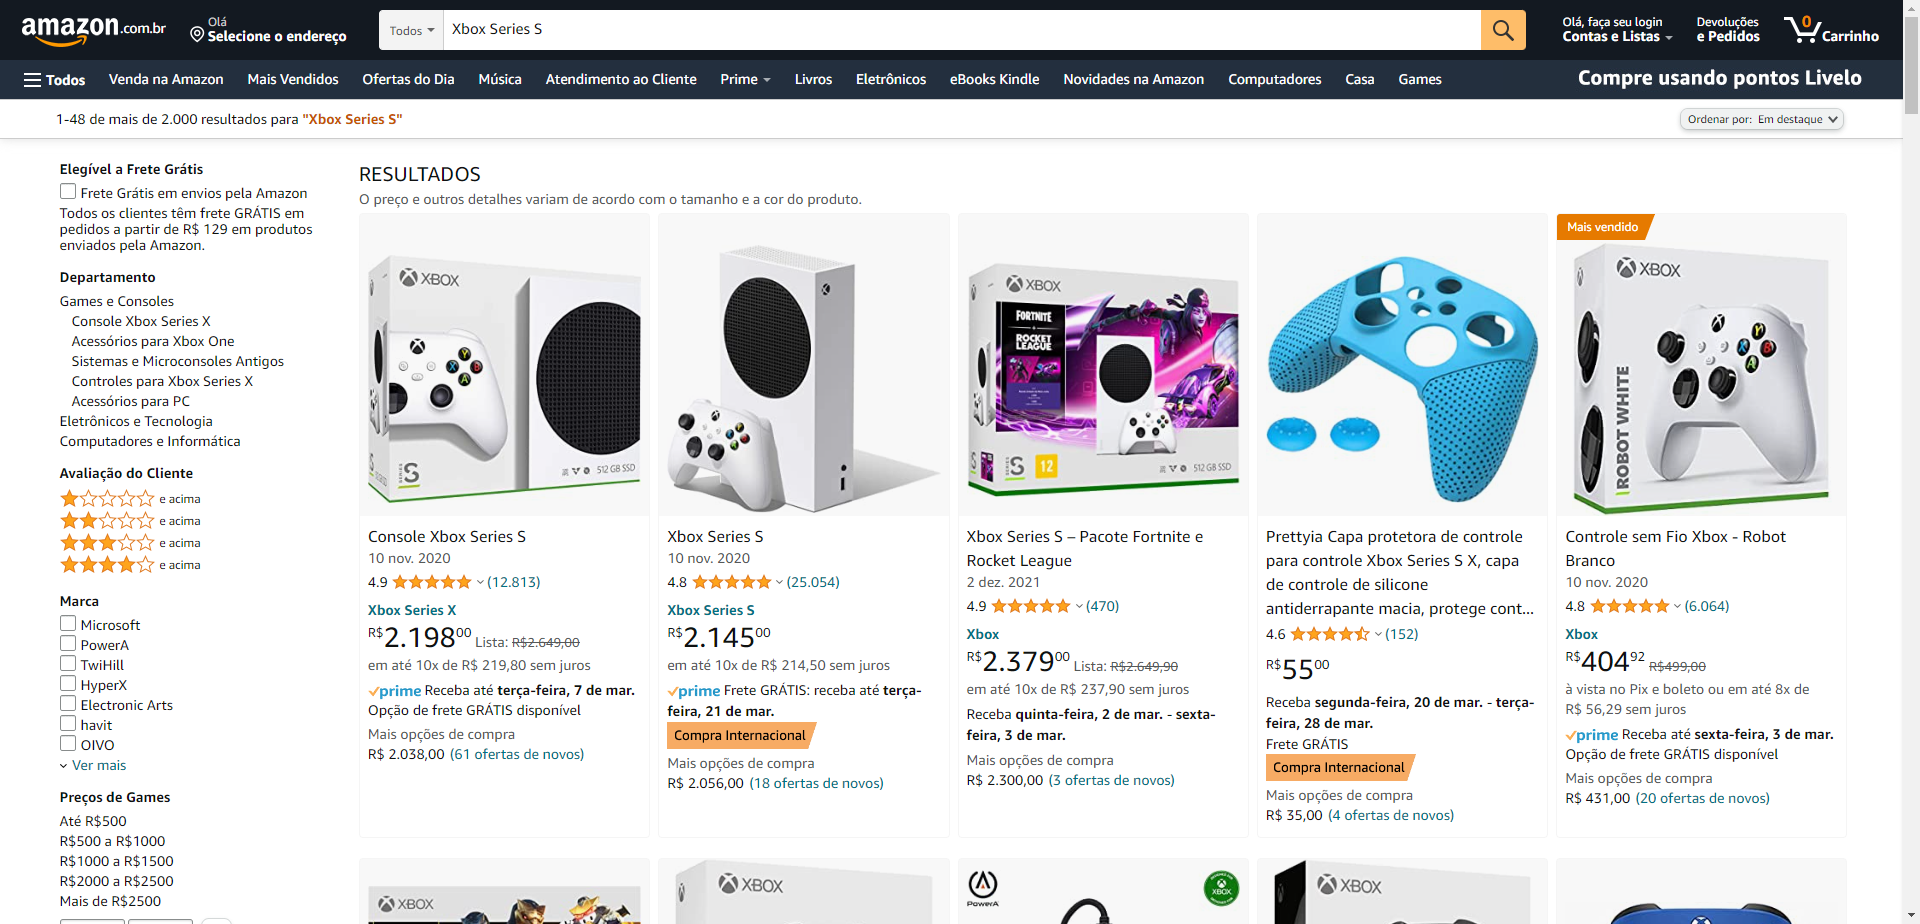 amazon.com.br
Olá
Selecione o endereço
Todos
Xbox Series S
Olá, faça seu login
Contas e Listas
Devoluções
e Pedidos
0
Carrinho
Todos
Venda na Amazon
Mais Vendidos
Ofertas do Dia
Música
Atendimento ao Cliente
Prime
Livros
Eletrônicos
eBooks Kindle
Novidades na Amazon
Computadores
Casa
Games
Compre usando pontos Livelo
1-48 de mais de 2.000 resultados para "Xbox Series S"
Ordenar por: Em destaque
Elegível a Frete Grátis
Frete Grátis em envios pela Amazon
Todos os clientes têm frete GRÁTIS em
pedidos a partir de R$ 129 em produtos
enviados pela Amazon.
Departamento
Games e Consoles
Console Xbox Series X
Acessórios para Xbox One
Sistemas e Microconsoles Antigos
Controles para Xbox Series X
Acessórios para PC
Eletrônicos e Tecnologia
Computadores e Informática
Avaliação do Cliente
e acima
e acima
e acima
e acima
Marca
Microsoft
PowerA
TwiHill
HyperX
Electronic Arts
havit
OIVO
Ver mais
Preços de Games
Até R$500
R$500 a R$1000
R$1000 a R$1500
R$2000 a R$2500
Mais de R$2500
RESULTADOS
O preço e outros detalhes variam de acordo com o tamanho e a cor do produto.
XBOX
SERIES S
512 GB SSD
Console Xbox Series S
10 nov. 2020
4.9 (12.813)
Xbox Series X
R$2.19800 Lista: R$2.649,00
em até 10x de R$ 219,80 sem juros
prime Receba até terça-feira, 7 de mar.
Opção de frete GRÁTIS disponível
Mais opções de compra
R$ 2.038,00 (61 ofertas de novos)
Xbox Series S
10 nov. 2020
4.8 (25.054)
Xbox Series S
R$2.14500
em até 10x de R$ 214,50 sem juros
prime Frete GRÁTIS: receba até terça-
feira, 21 de mar.
Compra Internacional
Mais opções de compra
R$ 2.056,00 (18 ofertas de novos)
XBOX
FORTNITE
ROCKET
LEAGUE
SERIES S
12
512 GB SSD
Xbox Series S – Pacote Fortnite e
Rocket League
2 dez. 2021
4.9 (470)
Xbox
R$2.37900 Lista: R$2.649,90
em até 10x de R$ 237,90 sem juros
Receba quinta-feira, 2 de mar. - sexta-
feira, 3 de mar.
Mais opções de compra
R$ 2.300,00 (3 ofertas de novos)
Prettyia Capa protetora de controle
para controle Xbox Series S X, capa
de controle de silicone
antiderrapante macia, protege cont...
4.6 (152)
R$5500
Receba segunda-feira, 20 de mar. - terça-
feira, 28 de mar.
Frete GRÁTIS
Compra Internacional
Mais opções de compra
R$ 35,00 (4 ofertas de novos)
Mais vendido
XBOX
ROBOT WHITE
Y
X
B
A
Controle sem Fio Xbox - Robot
Branco
10 nov. 2020
4.8 (6.064)
Xbox
R$40492 R$499,00
à vista no Pix e boleto ou em até 8x de
R$ 56,29 sem juros
prime Receba até sexta-feira, 3 de mar.
Opção de frete GRÁTIS disponível
Mais opções de compra
R$ 431,00 (20 ofertas de novos)
XBOX
XBOX
POWERA
XBOX
XBOX